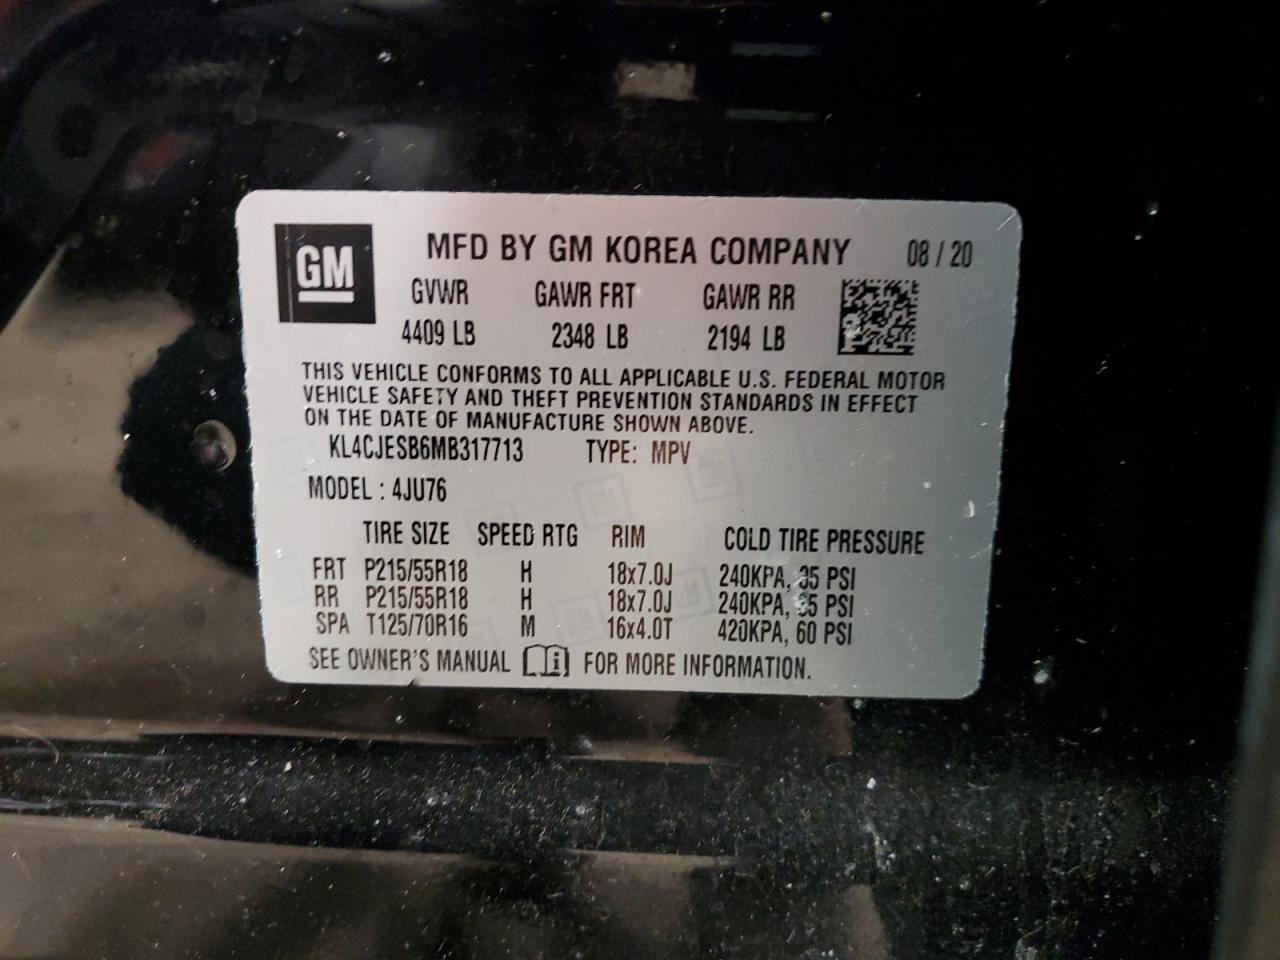 GM MFD BY GM KOREA COMPANY 08 / 20
GVWR GAWR FRT GAWR RR
4409 LB 2348 LB 2194 LB
THIS VEHICLE CONFORMS TO ALL APPLICABLE U.S. FEDERAL MOTOR
VEHICLE SAFETY AND THEFT PREVENTION STANDARDS IN EFFECT
ON THE DATE OF MANUFACTURE SHOWN ABOVE.
KL4CJESB6MB317713 TYPE: MPV
MODEL : 4JU76
TIRE SIZE SPEED RTG RIM COLD TIRE PRESSURE
FRT P215/55R18 H 18x7.0J 240KPA, 35 PSI
RR P215/55R18 H 18x7.0J 240KPA, 35 PSI
SPA T125/70R16 M 16x4.0T 420KPA, 60 PSI
SEE OWNER'S MANUAL i FOR MORE INFORMATION.